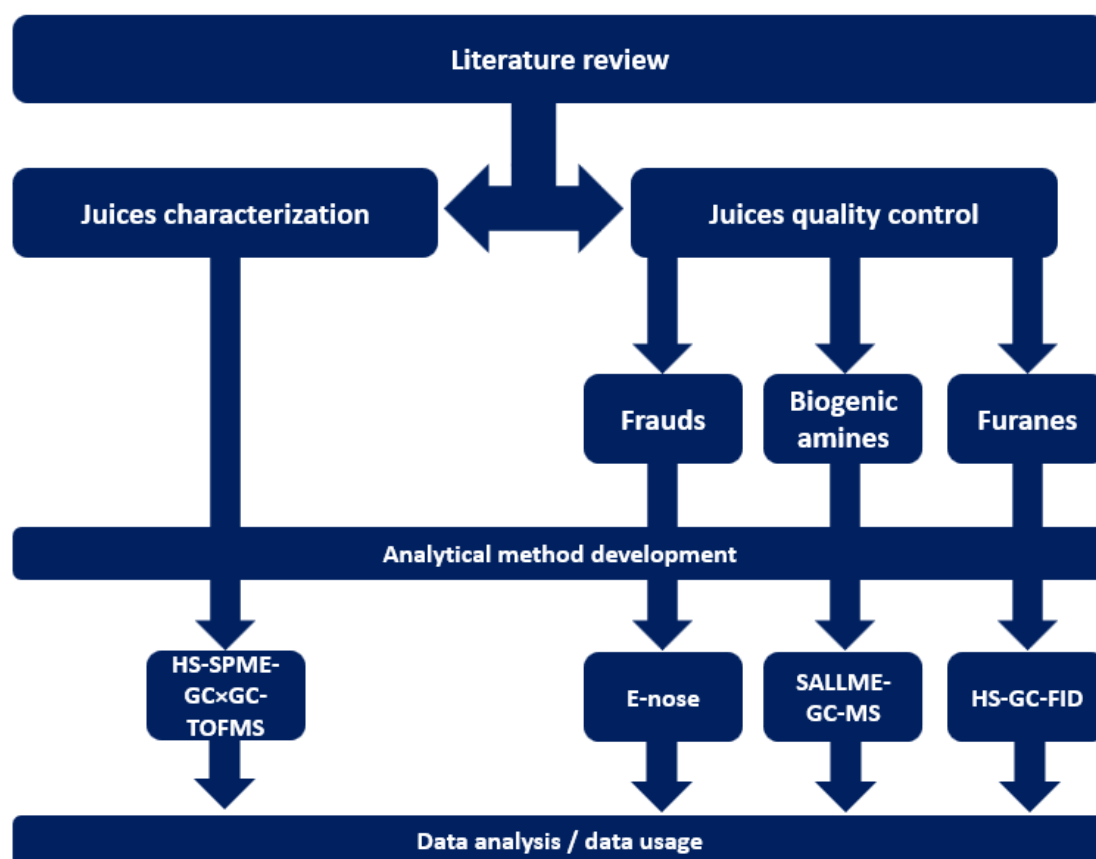 Literature review
Juices characterization
Juices quality control
Frauds
Biogenic
amines
Furanes
Analytical method development
HS-SPME-
GC×GC-
TOFMS
E-nose
SALLME-
GC-MS
HS-GC-FID
Data analysis / data usage